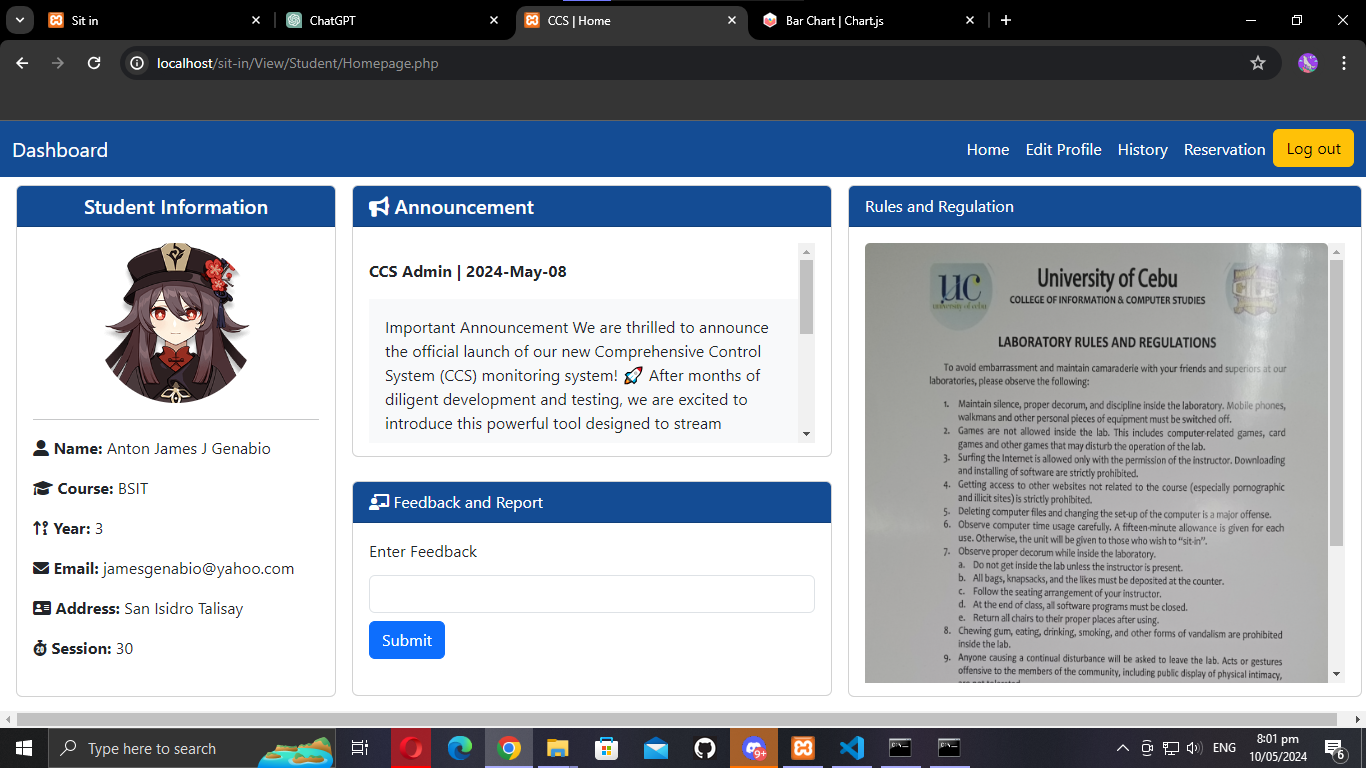 Sit in
ChatGPT
CCS | Home
Bar Chart | Chart.js
localhost/sit-in/View/Student/Homepage.php
Dashboard
Home
Edit Profile
History
Reservation
Log out
Student Information
Name: Anton James J Genabio
Course: BSIT
Year: 3
Email: jamesgenabio@yahoo.com
Address: San Isidro Talisay
Session: 30
Announcement
CCS Admin | 2024-May-08
Important Announcement We are thrilled to announce
the official launch of our new Comprehensive Control
System (CCS) monitoring system! 🚀 After months of
diligent development and testing, we are excited to
introduce this powerful tool designed to stream
Feedback and Report
Enter Feedback
Submit
Rules and Regulation
UC
University of Cebu
University of Cebu
COLLEGE OF INFORMATION & COMPUTER STUDIES
LABORATORY RULES AND REGULATIONS
To avoid embarrassment and maintain camaraderie with your friends and superiors at our
laboratories, please observe the following:
1. Maintain silence, proper decorum, and discipline inside the laboratory. Mobile phones,
walkmans and other personal pieces of equipment must be switched off.
2. Games are not allowed inside the lab. This includes computer-related games, card
games and other games that may disturb the operation of the lab.
3. Surfing the Internet is allowed only with the permission of the instructor. Downloading
and installing of software are strictly prohibited.
4. Getting access to other websites not related to the course (especially pornographic
and illicit sites) is strictly prohibited.
5. Deleting computer files and changing the set-up of the computer is a major offense.
6. Observe computer time usage carefully. A fifteen-minute allowance is given for each
use. Otherwise, the unit will be given to those who wish to “sit-in”.
7. Observe proper decorum while inside the laboratory.
a. Do not get inside the lab unless the instructor is present.
b. All bags, knapsacks, and the likes must be deposited at the counter.
c. Follow the seating arrangement of your instructor.
d. At the end of class, all software programs must be closed.
e. Return all chairs to their proper places after using.
8. Chewing gum, eating, drinking, smoking, and other forms of vandalism are prohibited
inside the lab.
9. Anyone causing a continual disturbance will be asked to leave the lab. Acts or gestures
offensive to the members of the community, including public display of physical intimacy,
are not tolerated.
Type here to search
9+
ENG
8:01 pm
10/05/2024
6